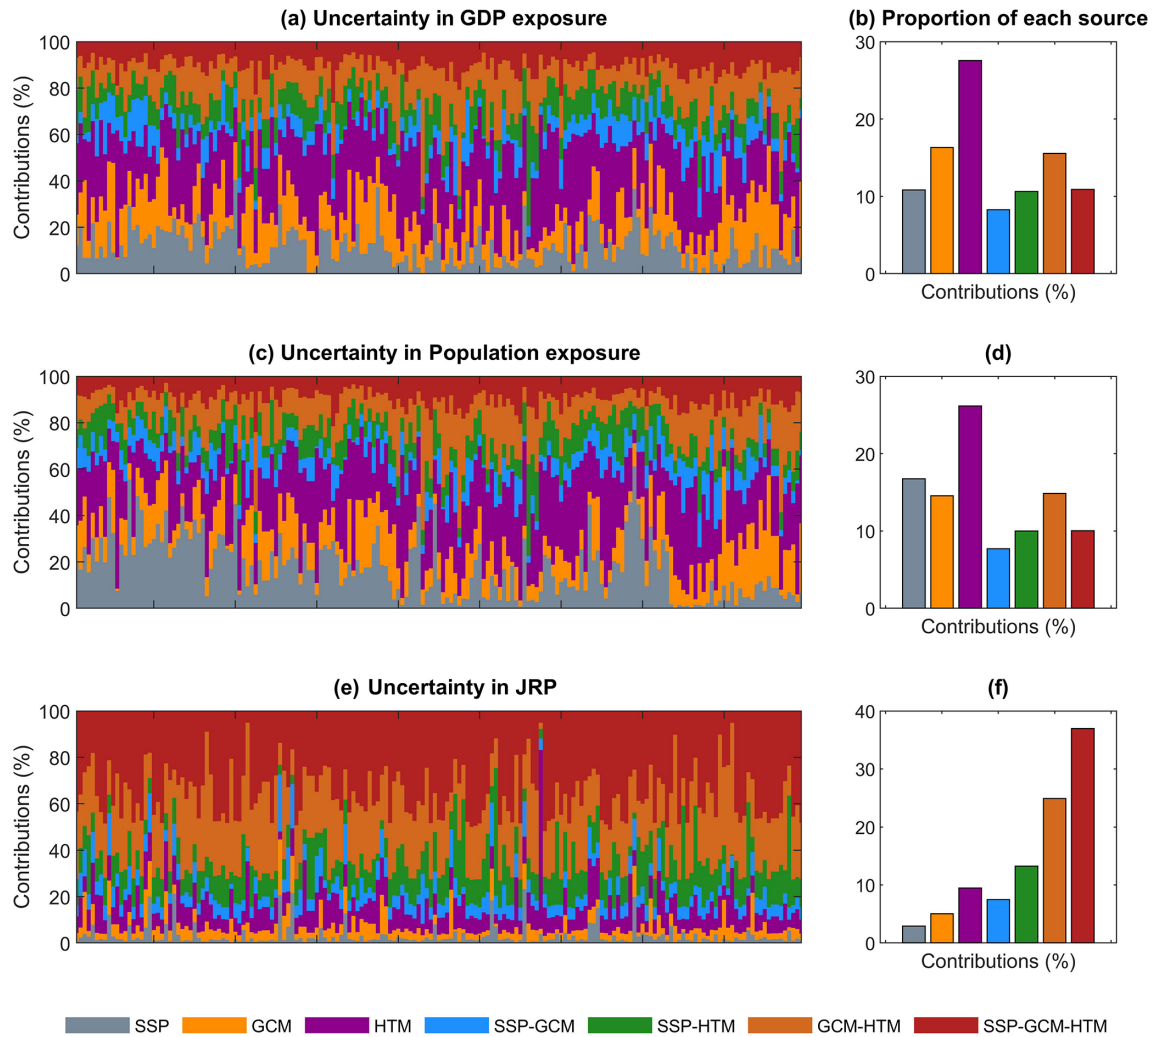 (a) Uncertainty in GDP exposure
(b) Proportion of each source
100
80
60
40
20
0
Contributions (%)
30
20
10
0
Contributions (%)
(c) Uncertainty in Population exposure
(d)
100
80
60
40
20
0
Contributions (%)
30
20
10
0
Contributions (%)
(e) Uncertainty in JRP
(f)
100
80
60
40
20
0
Contributions (%)
40
30
20
10
0
Contributions (%)
SSP GCM HTM SSP-GCM SSP-HTM GCM-HTM SSP-GCM-HTM